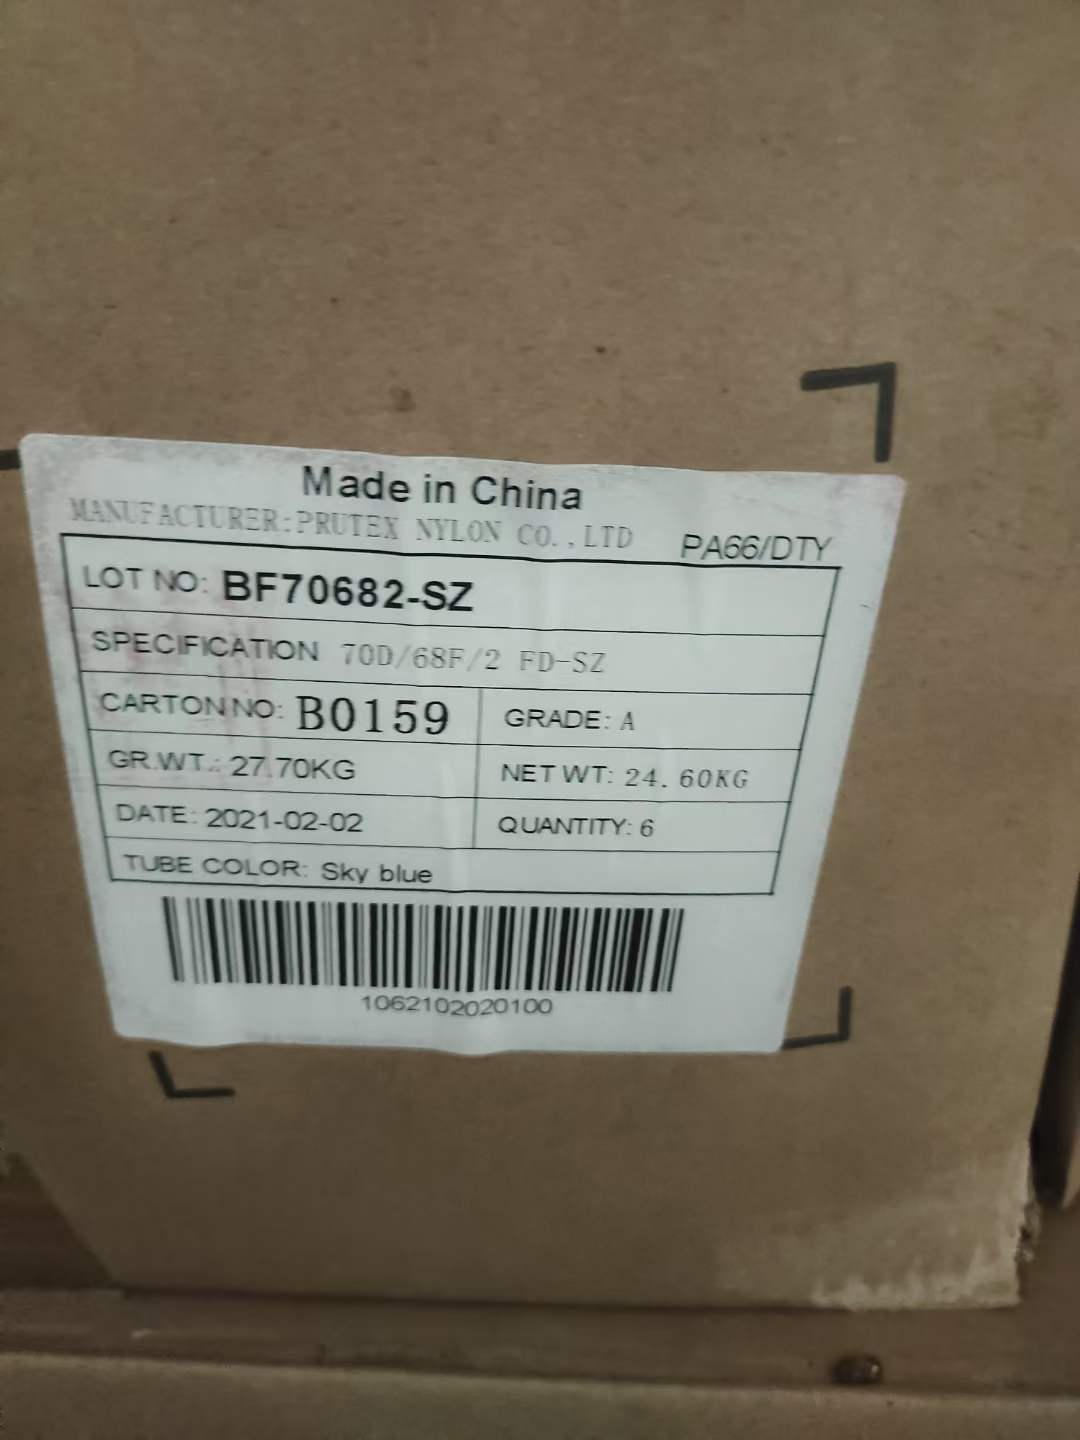 Made in China
MANUFACTURER:PRUTEX NYLON CO.,LTD PA66/DTY
LOT NO: BF70682-SZ
SPECIFICATION 70D/68F/2 FD-SZ
CARTON NO: B0159 GRADE: A
GR.WT.: 27.70KG NET WT: 24.60KG
DATE: 2021-02-02 QUANTITY: 6
TUBE COLOR: Sky blue
1062102020100